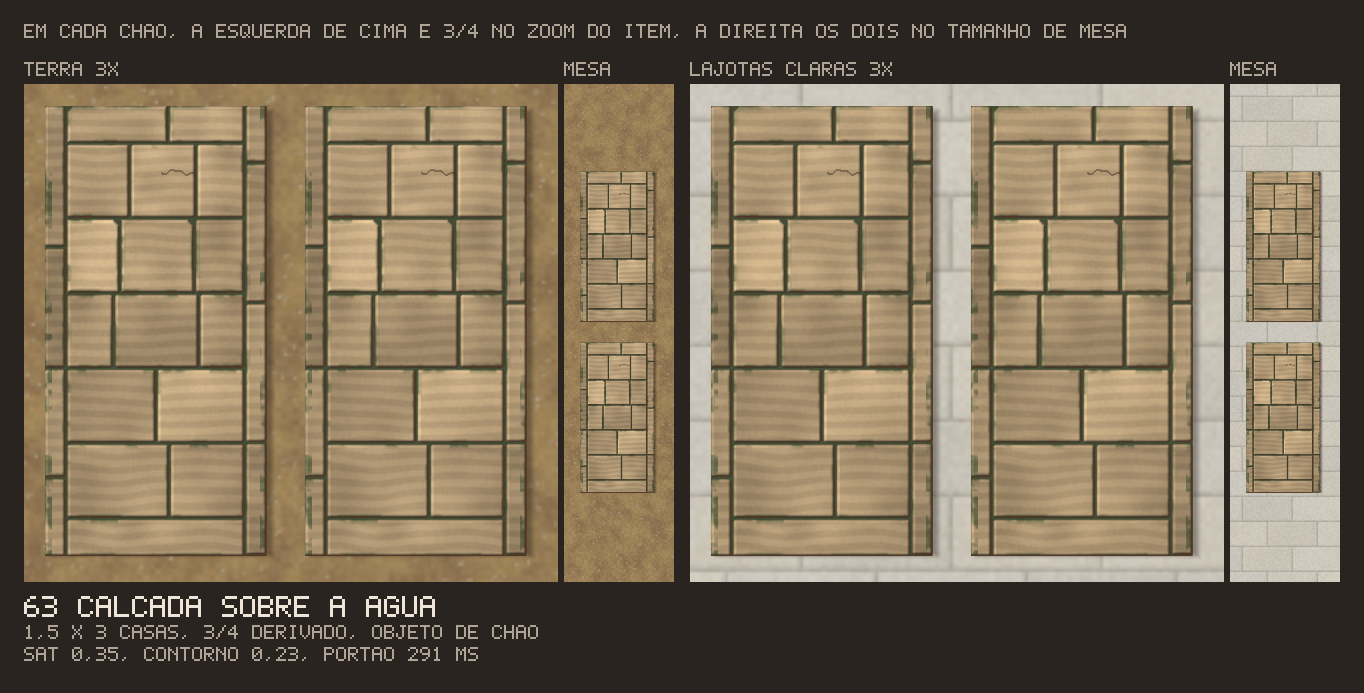 EM CADA CHAO, A ESQUERDA DE CIMA E 3/4 NO ZOOM DO ITEM, A DIREITA OS DOIS NO TAMANHO DE MESA
TERRA 3X
MESA
LAJOTAS CLARAS 3X
MESA
63 CALCADA SOBRE A AGUA
1,5 X 3 CASAS, 3/4 DERIVADO, OBJETO DE CHAO
SAT 0,35, CONTORNO 0,23, PORTAO 291 MS